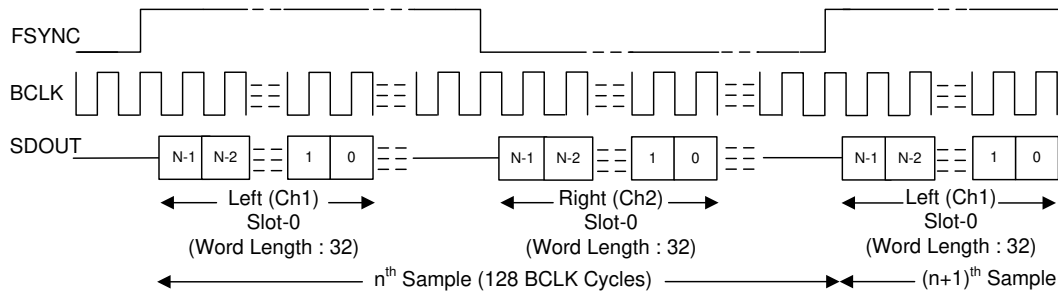 FSYNC
BCLK
SDOUT
N-1 N-2 1 0 N-1 N-2 1 0 N-1 N-2 1 0
Left (Ch1) Right (Ch2) Left (Ch1)
Slot-0 Slot-0 Slot-0
(Word Length : 32) (Word Length : 32) (Word Length : 32)
nth Sample (128 BCLK Cycles) (n+1)th Sample